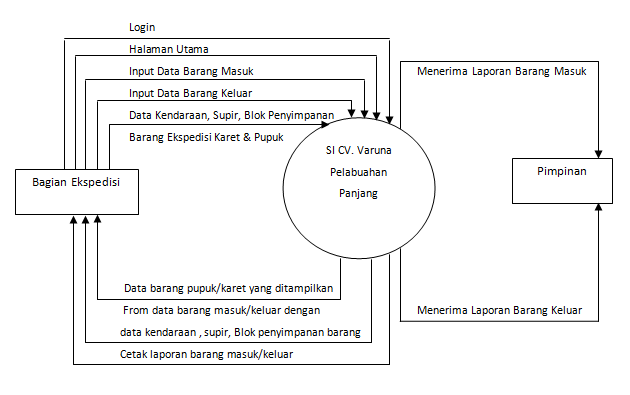 Login
Halaman Utama
Input Data Barang Masuk
Menerima Laporan Barang Masuk
Input Data Barang Keluar
Data Kendaraan, Supir, Blok Penyimpanan
Barang Ekspedisi Karet & Pupuk
SI CV. Varuna
Pelabuahan
Panjang
Bagian Ekspedisi
Pimpinan
Data barang pupuk/karet yang ditampilkan
From data barang masuk/keluar dengan
data kendaraan , supir, Blok penyimpanan barang
Cetak laporan barang masuk/keluar
Menerima Laporan Barang Keluar